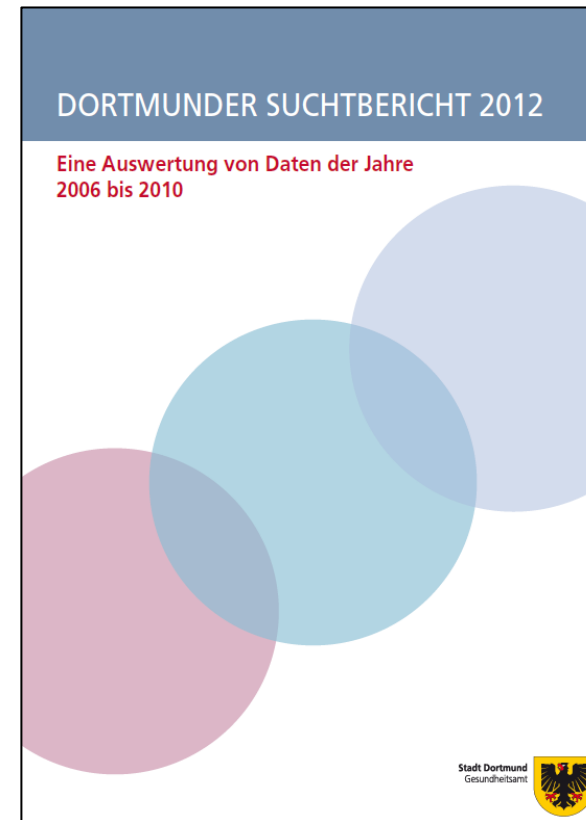 DORTMUNDER SUCHTBERICHT 2012
Eine Auswertung von Daten der Jahre
2006 bis 2010
Stadt Dortmund
Gesundheitsamt